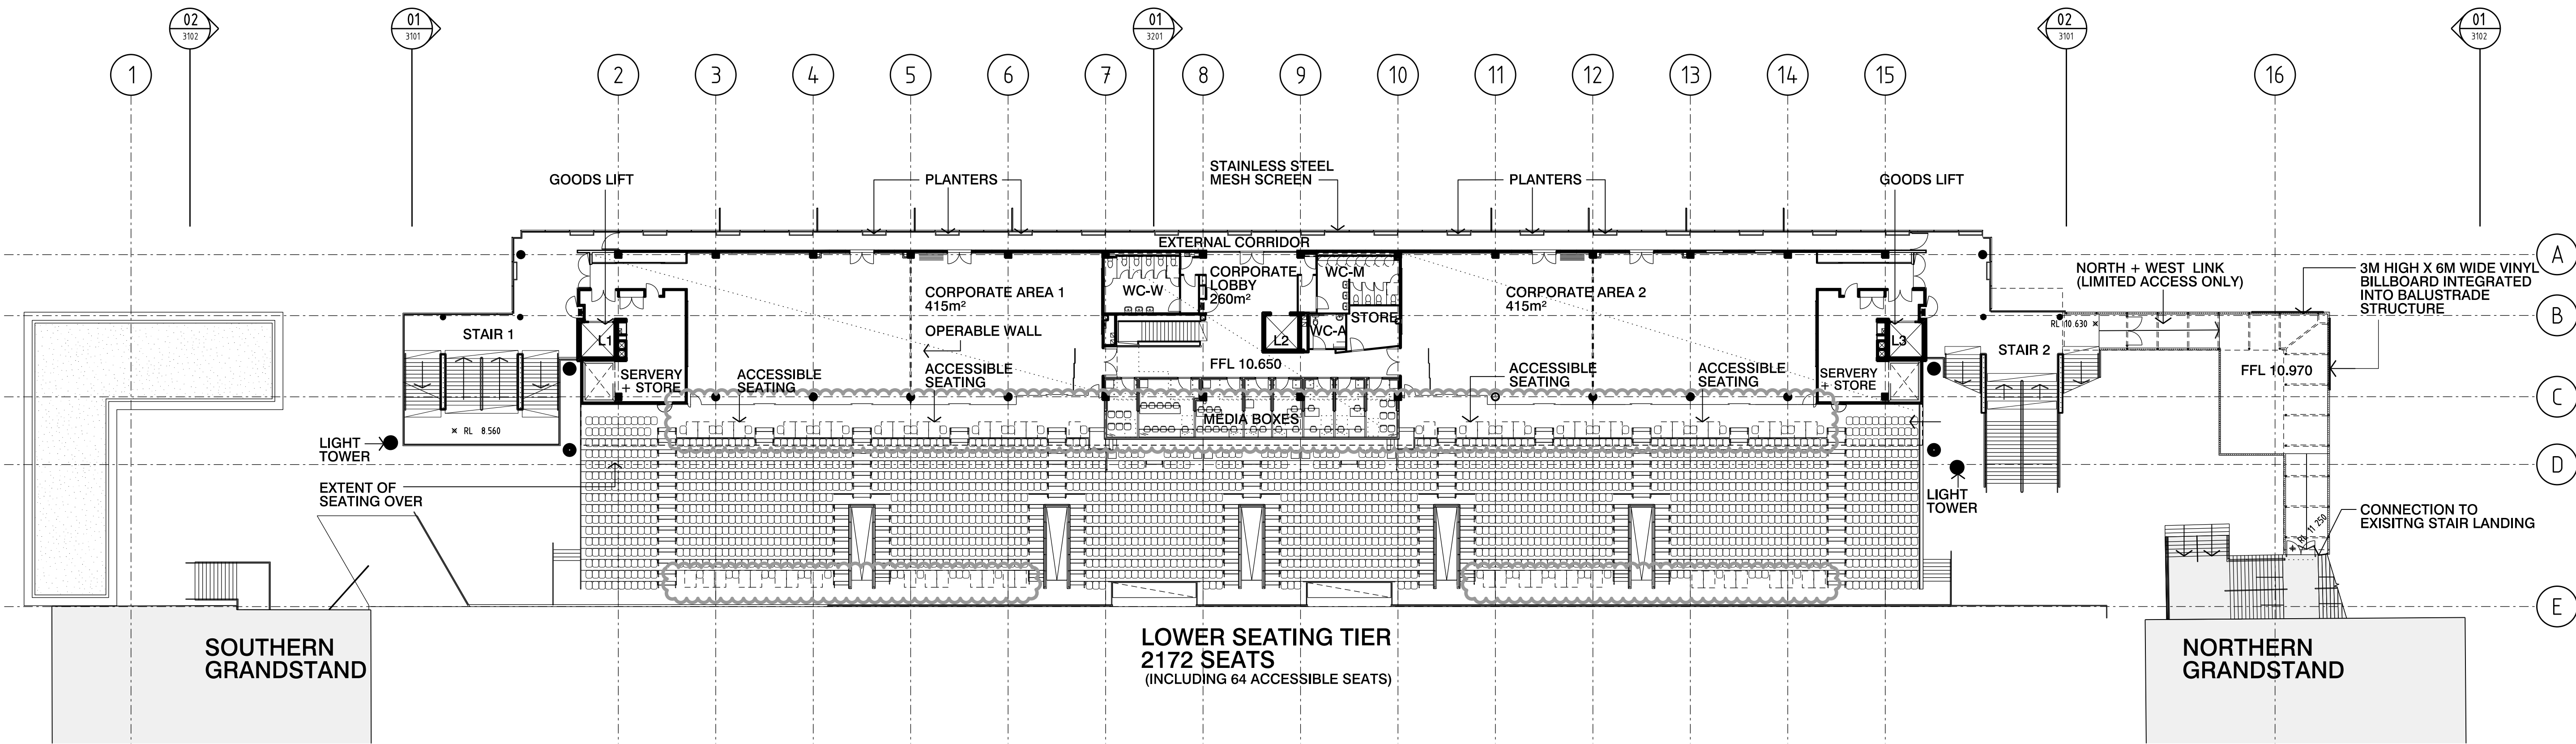 02
3102
01
3101
01
3201
02
3101
01
3102
1
2
3
4
5
6
7
8
9
10
11
12
13
14
15
16
GOODS LIFT
PLANTERS
STAINLESS STEEL
MESH SCREEN
PLANTERS
GOODS LIFT
EXTERNAL CORRIDOR
A
NORTH + WEST LINK
(LIMITED ACCESS ONLY)
3M HIGH X 6M WIDE VINYL
BILLBOARD INTEGRATED
INTO BALUSTRADE
STRUCTURE
CORPORATE AREA 1
415m²
WC-W
CORPORATE
LOBBY
260m²
WC-M
CORPORATE AREA 2
415m²
STORE
B
STAIR 1
OPERABLE WALL
WC-A
RL 10.630
L1
L2
L3
STAIR 2
FFL 10.650
FFL 10.970
SERVERY
+ STORE
ACCESSIBLE
SEATING
ACCESSIBLE
SEATING
ACCESSIBLE
SEATING
ACCESSIBLE
SEATING
SERVERY
+ STORE
C
MEDIA BOXES
RL 8.560
LIGHT
TOWER
D
EXTENT OF
SEATING OVER
LIGHT
TOWER
CONNECTION TO
EXISITNG STAIR LANDING
RL 11 250
E
SOUTHERN
GRANDSTAND
LOWER SEATING TIER
2172 SEATS
(INCLUDING 64 ACCESSIBLE SEATS)
NORTHERN
GRANDSTAND